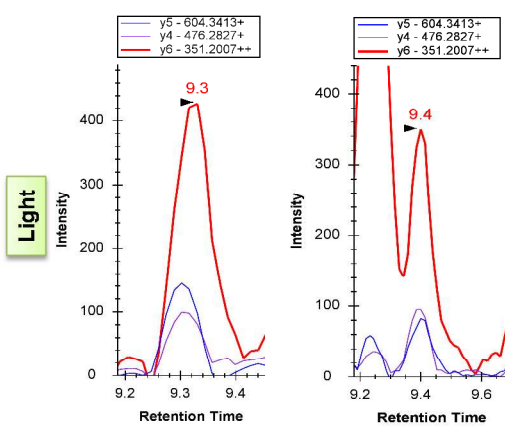 y5 - 604.3413+
y4 - 476.2827+
y6 - 351.2007++
9.3
400
300
200
100
0
Intensity
9.2 9.3 9.4
Retention Time
Light
y5 - 604.3413+
y4 - 476.2827+
y6 - 351.2007++
9.4
400
300
200
100
0
Intensity
9.2 9.4 9.6
Retention Time